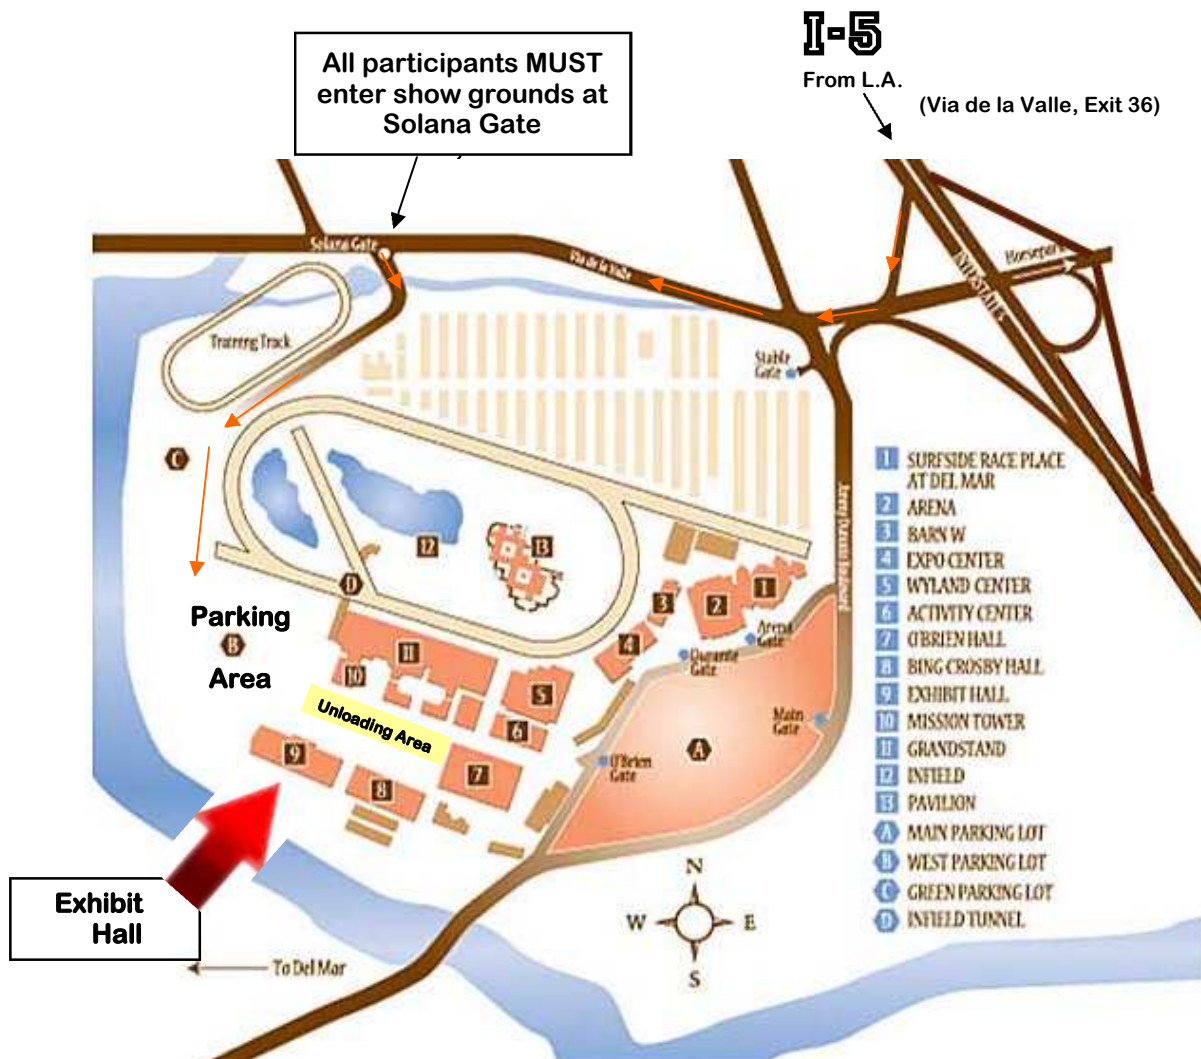 I-5
From L.A.
(Via de la Valle, Exit 36)
All participants MUST
enter show grounds at
Solana Gate
Solana Gate
Via de la Valle
INTERSTATE 5
Training Track
Stable
Gate
C
12
13
D
1
2
3
4
Arena
Gate
Durante
Gate
Parking
B
Area
11
10
5
6
Unloading Area
9
8
7
O'Brien
Gate
A
Main
Gate
1 SURFSIDE RACE PLACE
AT DEL MAR
2 ARENA
3 BARN W
4 EXPO CENTER
5 WYLAND CENTER
6 ACTIVITY CENTER
7 O'BRIEN HALL
8 BING CROSBY HALL
9 EXHIBIT HALL
10 MISSION TOWER
11 GRANDSTAND
12 INFIELD
13 PAVILION
A MAIN PARKING LOT
B WEST PARKING LOT
C GREEN PARKING LOT
D INFIELD TUNNEL
Exhibit
Hall
To Del Mar
N
W E
S